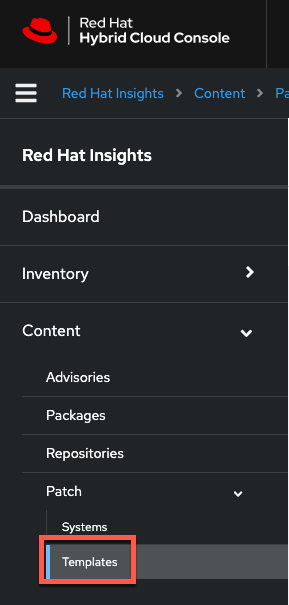 Red Hat
Hybrid Cloud Console
Red Hat Insights > Content > Pa
Red Hat Insights
Dashboard
Inventory
Content
Advisories
Packages
Repositories
Patch
Systems
Templates